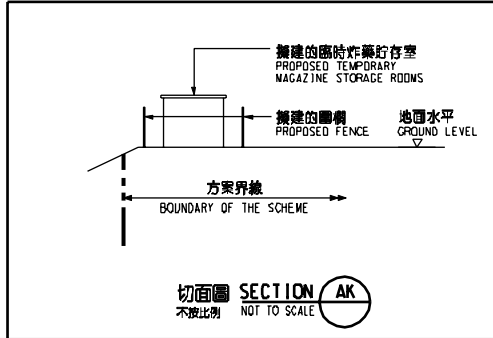 擬建的臨時炸藥貯存室
PROPOSED TEMPORARY
MAGAZINE STORAGE ROOMS
擬建的圍欄
PROPOSED FENCE
地面水平
GROUND LEVEL
方案界線
BOUNDARY OF THE SCHEME
切面圖 SECTION AK
不按比例 NOT TO SCALE